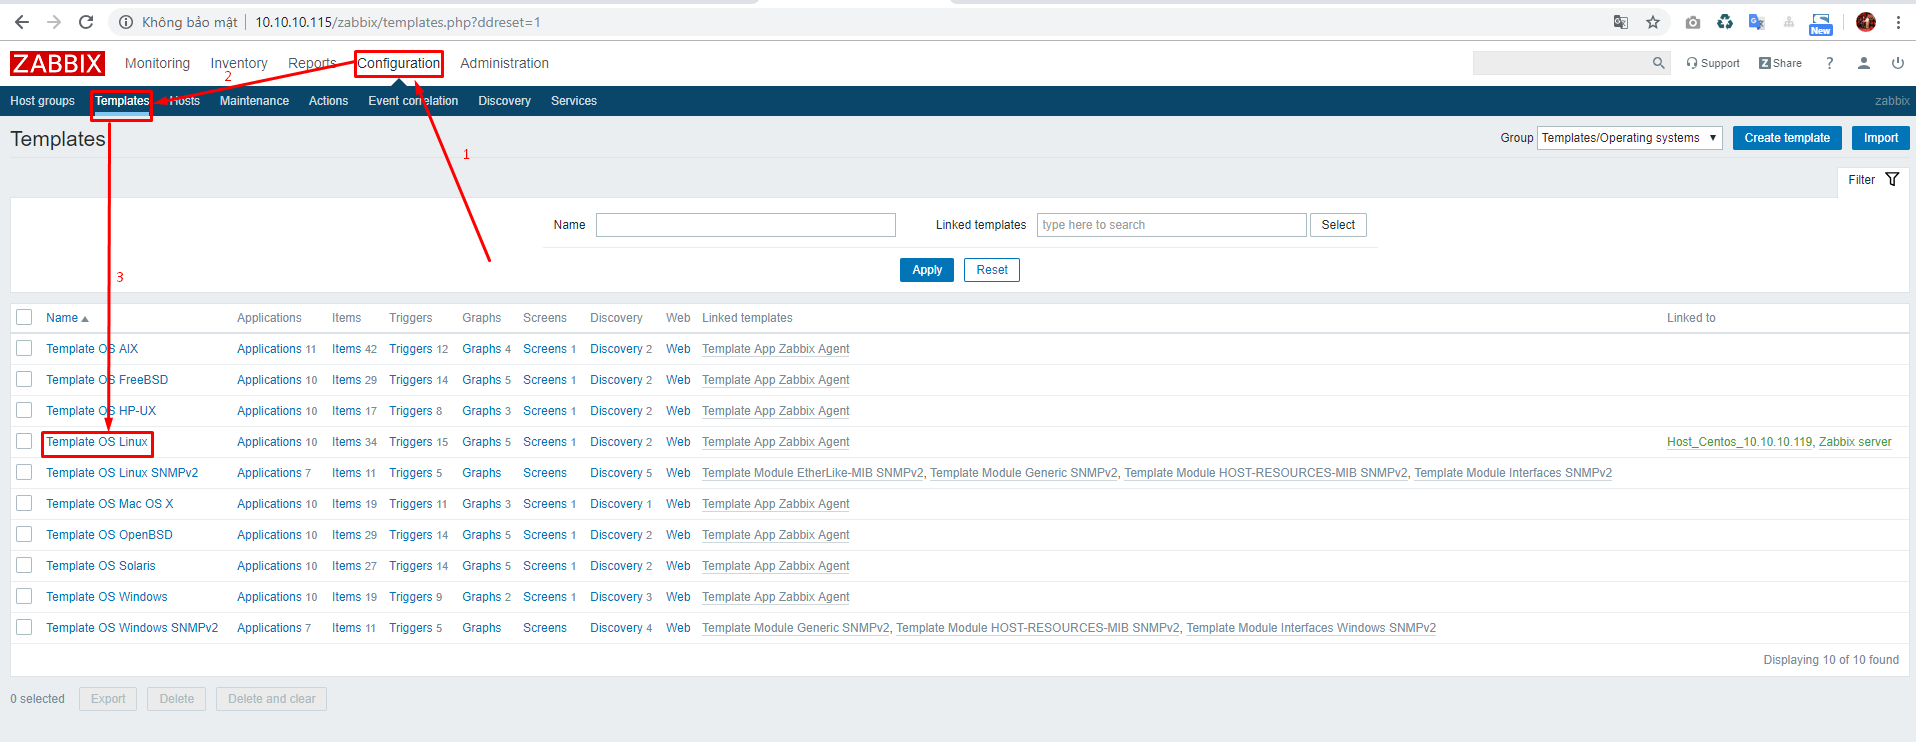 Không bảo mật | 10.10.10.115/zabbix/templates.php?ddreset=1
New
ZABBIX Monitoring Inventory Reports Configuration Administration Support Z Share ?
2
Host groups Templates Hosts Maintenance Actions Event correlation Discovery Services zabbix
Templates Group Templates/Operating systems Create template Import
1
Filter
Name Linked templates type here to search Select
Apply Reset
3
Name Applications Items Triggers Graphs Screens Discovery Web Linked templates Linked to
Template OS AIX Applications 11 Items 42 Triggers 12 Graphs 4 Screens 1 Discovery 2 Web Template App Zabbix Agent
Template OS FreeBSD Applications 10 Items 29 Triggers 14 Graphs 5 Screens 1 Discovery 2 Web Template App Zabbix Agent
Template OS HP-UX Applications 10 Items 17 Triggers 8 Graphs 3 Screens 1 Discovery 2 Web Template App Zabbix Agent
Template OS Linux Applications 10 Items 34 Triggers 15 Graphs 5 Screens 1 Discovery 2 Web Template App Zabbix Agent Host_Centos_10.10.10.119, Zabbix server
Template OS Linux SNMPv2 Applications 7 Items 11 Triggers 5 Graphs Screens Discovery 5 Web Template Module EtherLike-MIB SNMPv2, Template Module Generic SNMPv2, Template Module HOST-RESOURCES-MIB SNMPv2, Template Module Interfaces SNMPv2
Template OS Mac OS X Applications 10 Items 19 Triggers 11 Graphs 3 Screens 1 Discovery 1 Web Template App Zabbix Agent
Template OS OpenBSD Applications 10 Items 29 Triggers 14 Graphs 5 Screens 1 Discovery 2 Web Template App Zabbix Agent
Template OS Solaris Applications 10 Items 27 Triggers 14 Graphs 5 Screens 1 Discovery 2 Web Template App Zabbix Agent
Template OS Windows Applications 10 Items 19 Triggers 9 Graphs 2 Screens 1 Discovery 3 Web Template App Zabbix Agent
Template OS Windows SNMPv2 Applications 7 Items 11 Triggers 5 Graphs Screens Discovery 4 Web Template Module Generic SNMPv2, Template Module HOST-RESOURCES-MIB SNMPv2, Template Module Interfaces Windows SNMPv2
Displaying 10 of 10 found
0 selected Export Delete Delete and clear